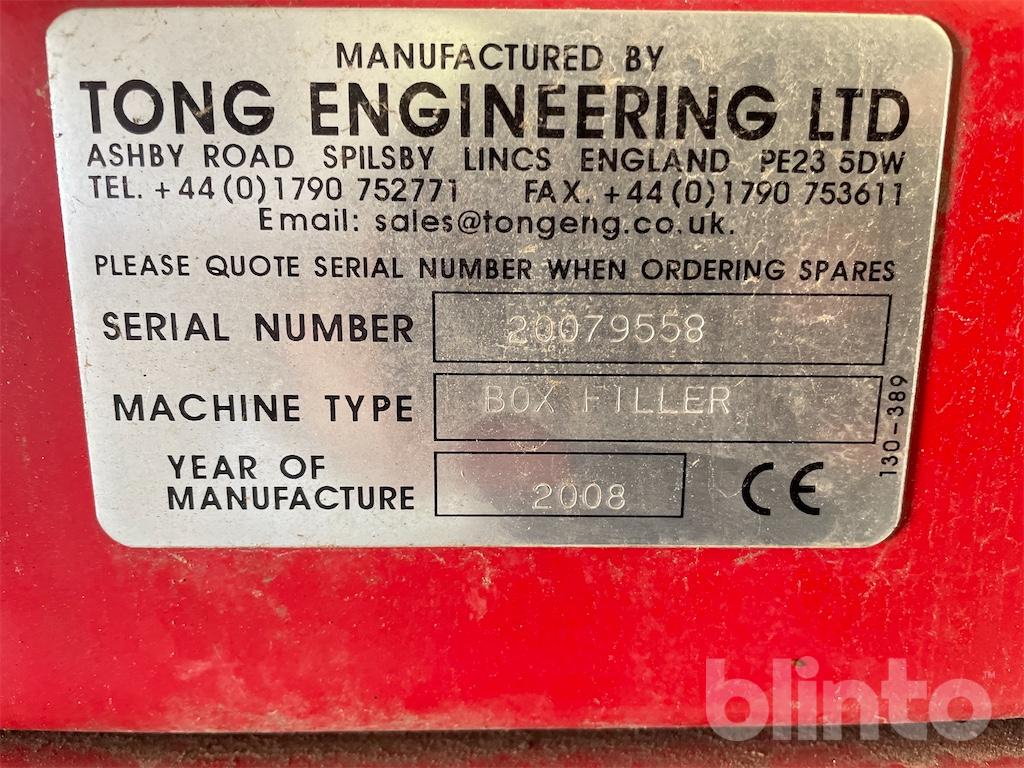 MANUFACTURED BY
TONG ENGINEERING LTD
ASHBY ROAD SPILSBY LINCS ENGLAND PE23 5DW
TEL. +44(0)1790 752771 FAX. +44(0)1790 753611
Email: sales@tongeng.co.uk.
PLEASE QUOTE SERIAL NUMBER WHEN ORDERING SPARES
SERIAL NUMBER 20079558
MACHINE TYPE BOX FILLER
130-389
YEAR OF
MANUFACTURE 2008 CE
blinto™